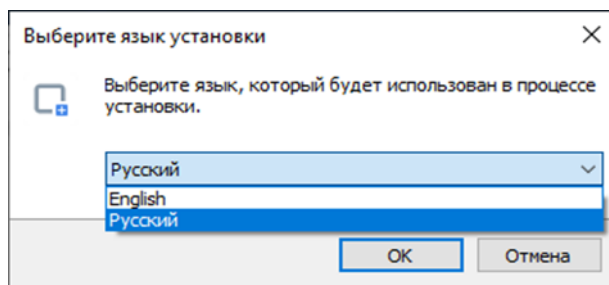 Выберите язык установки
Выберите язык, который будет использован в процессе
установки.
Русский
English
Русский
OK
Отмена